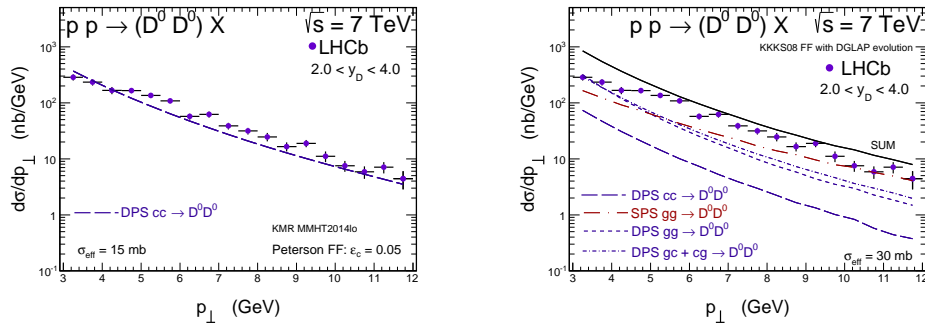 p p → (D⁰ D⁰) X √s = 7 TeV
LHCb
2.0 < y_D < 4.0
dσ/dp_⊥ (nb/GeV)
10³
10²
10
1
10⁻¹
DPS cc → D⁰D⁰
KMR MMHT2014lo
σ_eff = 15 mb
Peterson FF: ε_c = 0.05
3 4 5 6 7 8 9 10 11 12
p_⊥ (GeV)
p p → (D⁰ D⁰) X √s = 7 TeV
KKKS08 FF with DGLAP evolution
LHCb
2.0 < y_D < 4.0
dσ/dp_⊥ (nb/GeV)
10³
10²
10
1
10⁻¹
SUM
DPS cc → D⁰D⁰
SPS gg → D⁰D⁰
DPS gg → D⁰D⁰
DPS gc + cg → D⁰D⁰
σ_eff = 30 mb
3 4 5 6 7 8 9 10 11 12
p_⊥ (GeV)